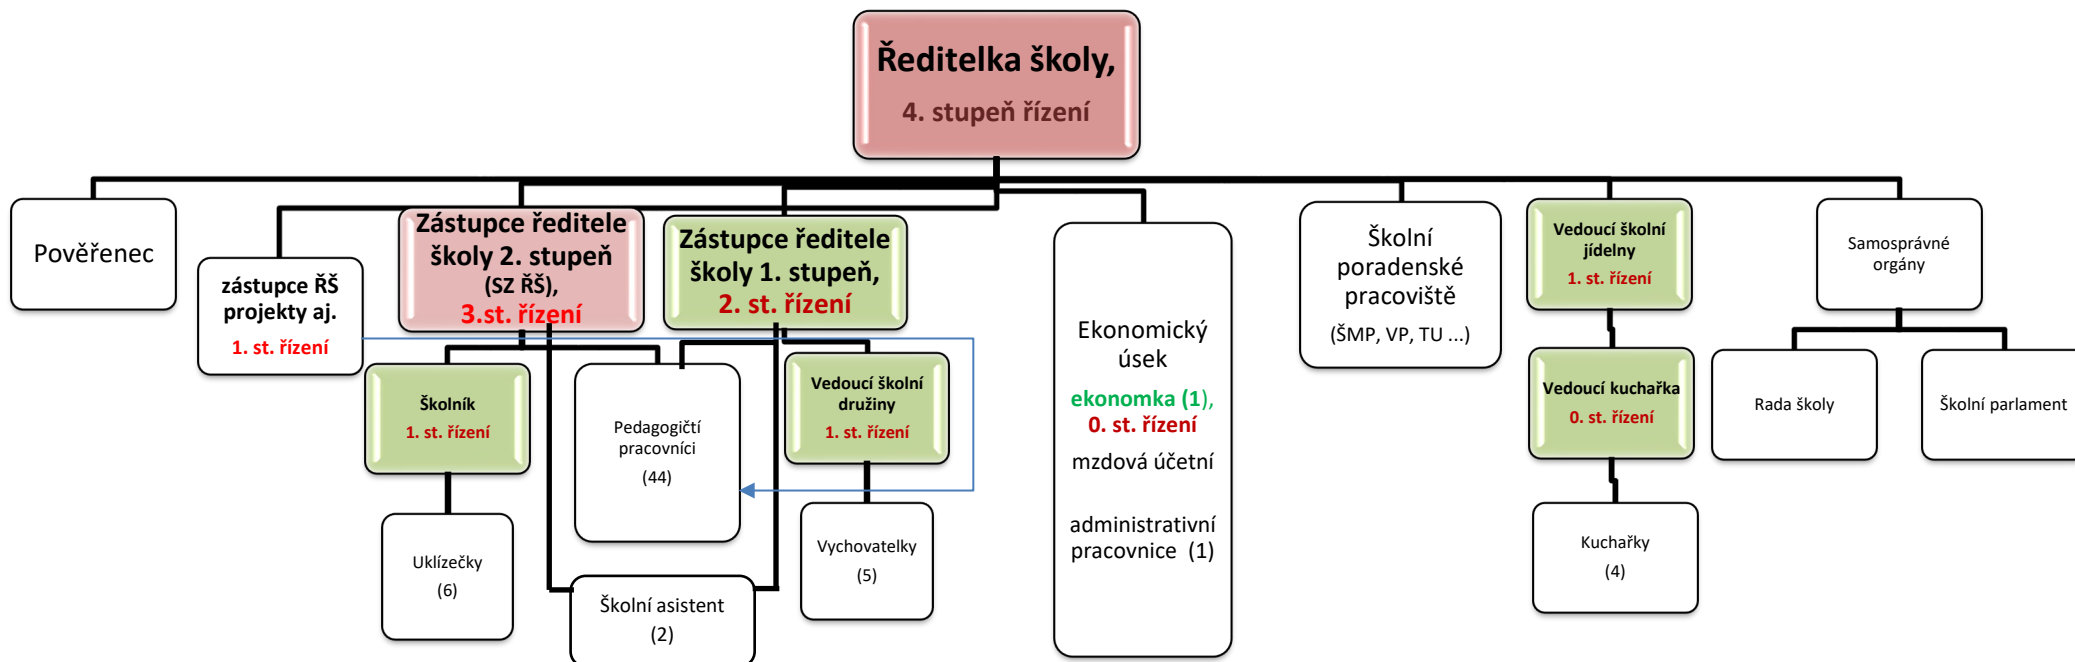 Ředitelka školy,
4. stupeň řízení
Pověřenec
zástupce ŘŠ
projekty aj.
1. st. řízení
Zástupce ředitele
školy 2. stupeň
(SZ ŘŠ),
3.st. řízení
Zástupce ředitele
školy 1. stupeň,
2. st. řízení
Ekonomický
úsek
ekonomka (1),
0. st. řízení
mzdová účetní
administrativní
pracovnice (1)
Školní
poradenské
pracoviště
(ŠMP, VP, TU ...)
Vedoucí školní
jídelny
1. st. řízení
Samosprávné
orgány
Školník
1. st. řízení
Pedagogičtí
pracovníci
(44)
Vedoucí školní
družiny
1. st. řízení
Vedoucí kuchařka
0. st. řízení
Rada školy
Školní parlament
Uklízečky
(6)
Školní asistent
(2)
Vychovatelky
(5)
Kuchařky
(4)